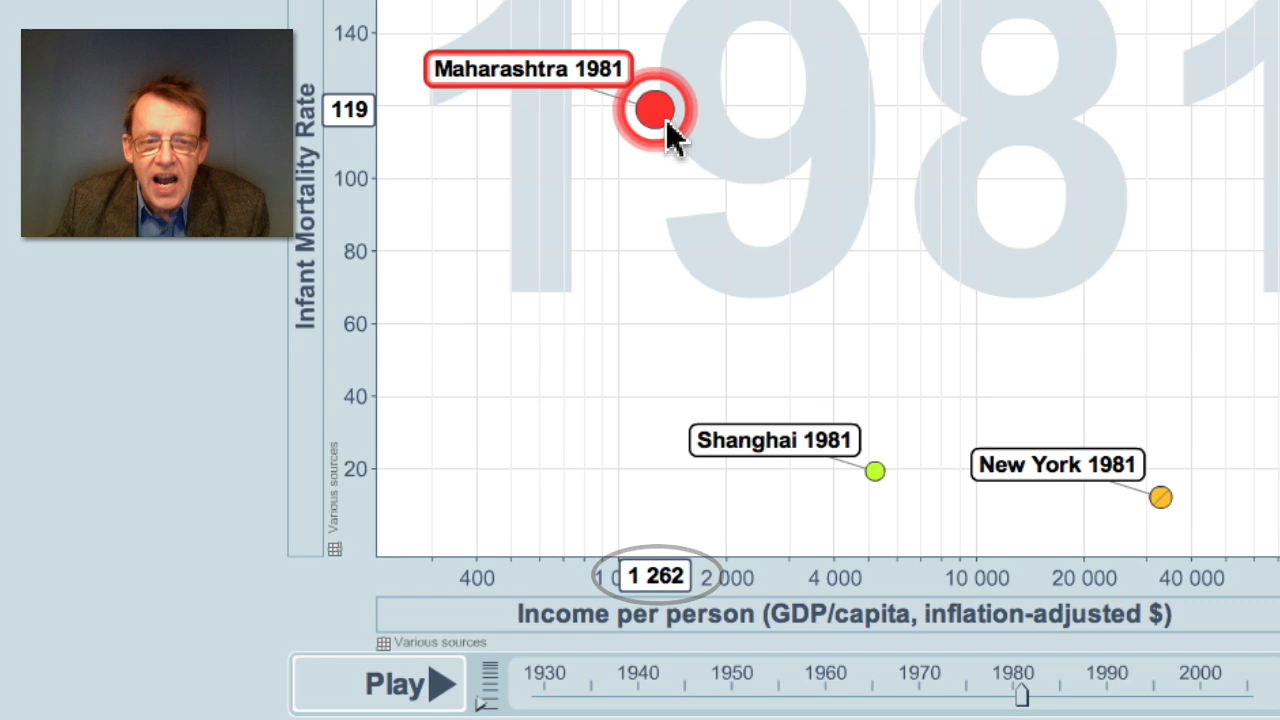 1981
140
Maharashtra 1981
119
Infant Mortality Rate
100
80
60
40
Shanghai 1981
New York 1981
20
Various sources
400
1 262
2 000
4 000
10 000
20 000
40 000
Income per person (GDP/capita, inflation-adjusted $)
Various sources
Play
1930
1940
1950
1960
1970
1980
1990
2000